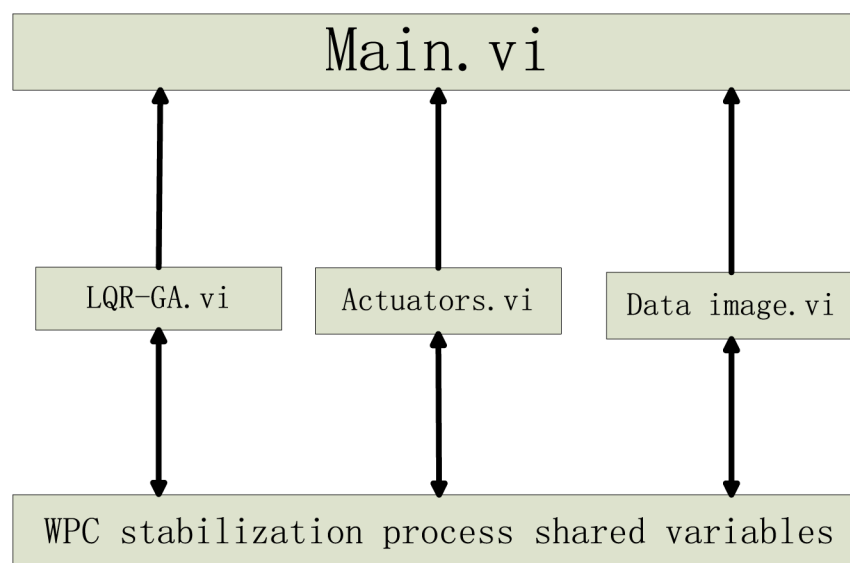 Main.vi
LQR-GA.vi
Actuators.vi
Data image.vi
WPC stabilization process shared variables